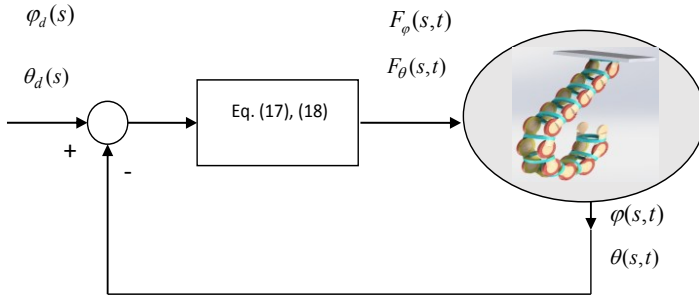 φ_d(s)
θ_d(s)
+
-
Eq. (17), (18)
F_φ(s,t)
F_θ(s,t)
φ(s,t)
θ(s,t)